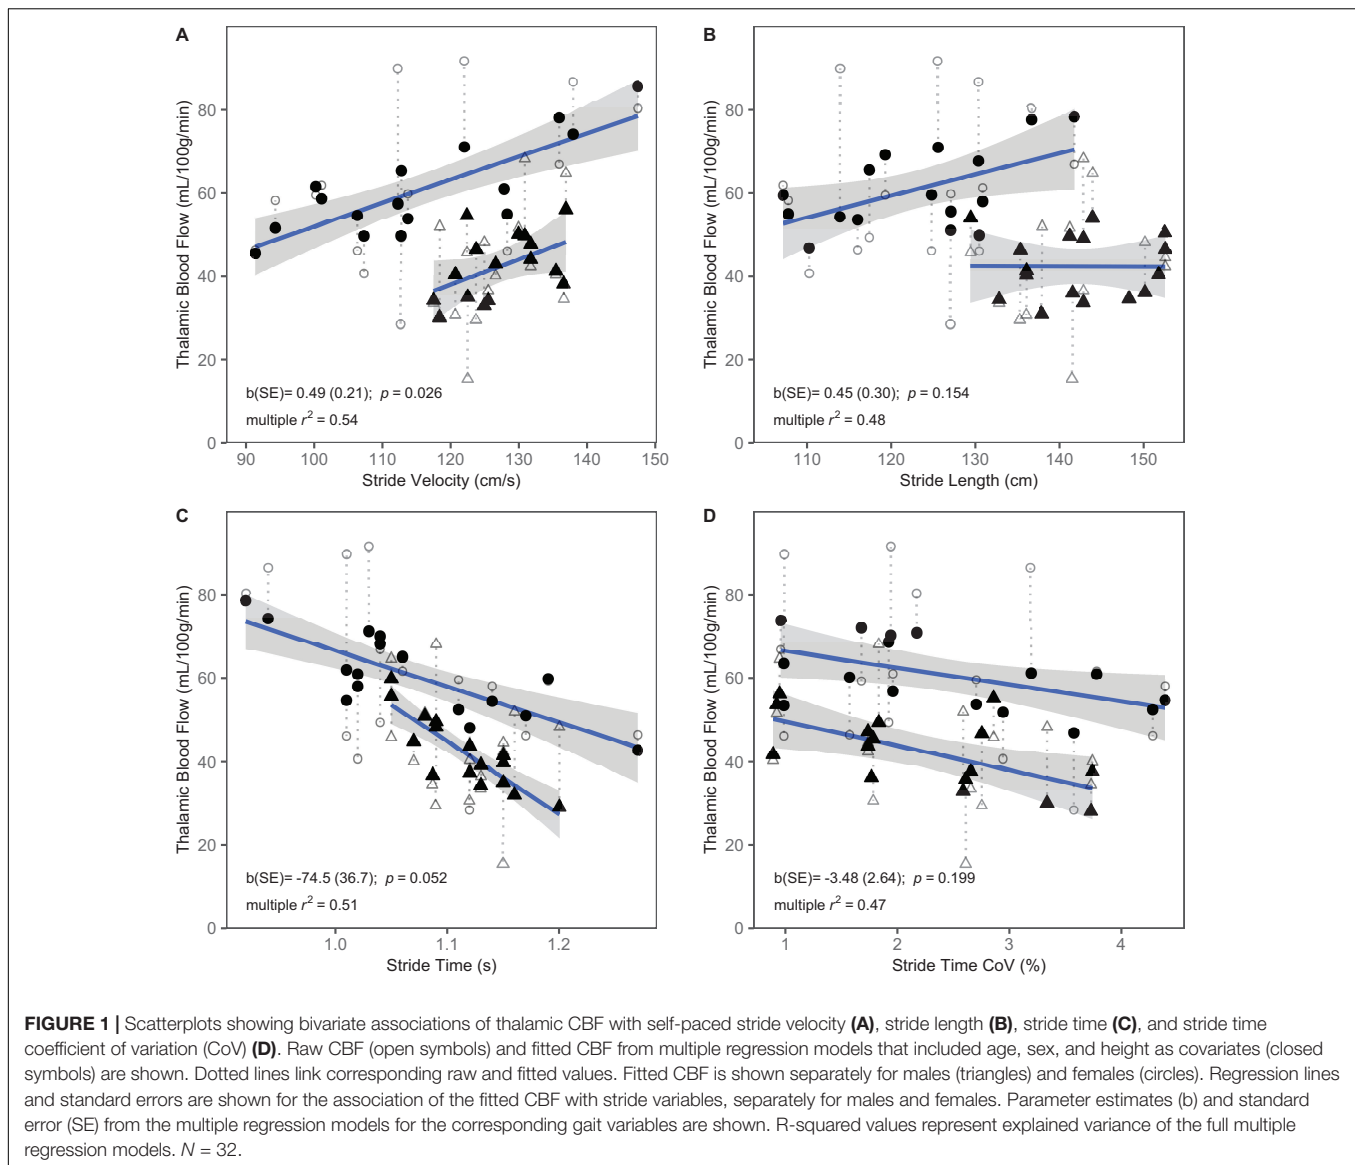 A
Thalamic Blood Flow (mL/100g/min)
80
60
40
20
0
b(SE)= 0.49 (0.21); p = 0.026
multiple r² = 0.54
90 100 110 120 130 140 150
Stride Velocity (cm/s)
B
Thalamic Blood Flow (mL/100g/min)
80
60
40
20
0
b(SE)= 0.45 (0.30); p = 0.154
multiple r² = 0.48
110 120 130 140 150
Stride Length (cm)
C
Thalamic Blood Flow (mL/100g/min)
80
60
40
20
0
b(SE)= -74.5 (36.7); p = 0.052
multiple r² = 0.51
1.0 1.1 1.2
Stride Time (s)
D
Thalamic Blood Flow (mL/100g/min)
80
60
40
20
0
b(SE)= -3.48 (2.64); p = 0.199
multiple r² = 0.47
1 2 3 4
Stride Time CoV (%)
FIGURE 1 | Scatterplots showing bivariate associations of thalamic CBF with self-paced stride velocity (A), stride length (B), stride time (C), and stride time
coefficient of variation (CoV) (D). Raw CBF (open symbols) and fitted CBF from multiple regression models that included age, sex, and height as covariates (closed
symbols) are shown. Dotted lines link corresponding raw and fitted values. Fitted CBF is shown separately for males (triangles) and females (circles). Regression lines
and standard errors are shown for the association of the fitted CBF with stride variables, separately for males and females. Parameter estimates (b) and standard
error (SE) from the multiple regression models for the corresponding gait variables are shown. R-squared values represent explained variance of the full multiple
regression models. N = 32.